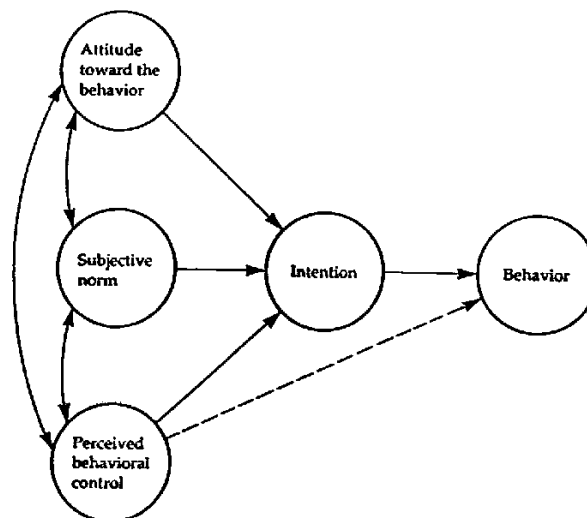 Attitude
toward the
behavior
Subjective
norm
Intention
Behavior
Perceived
behavioral
control